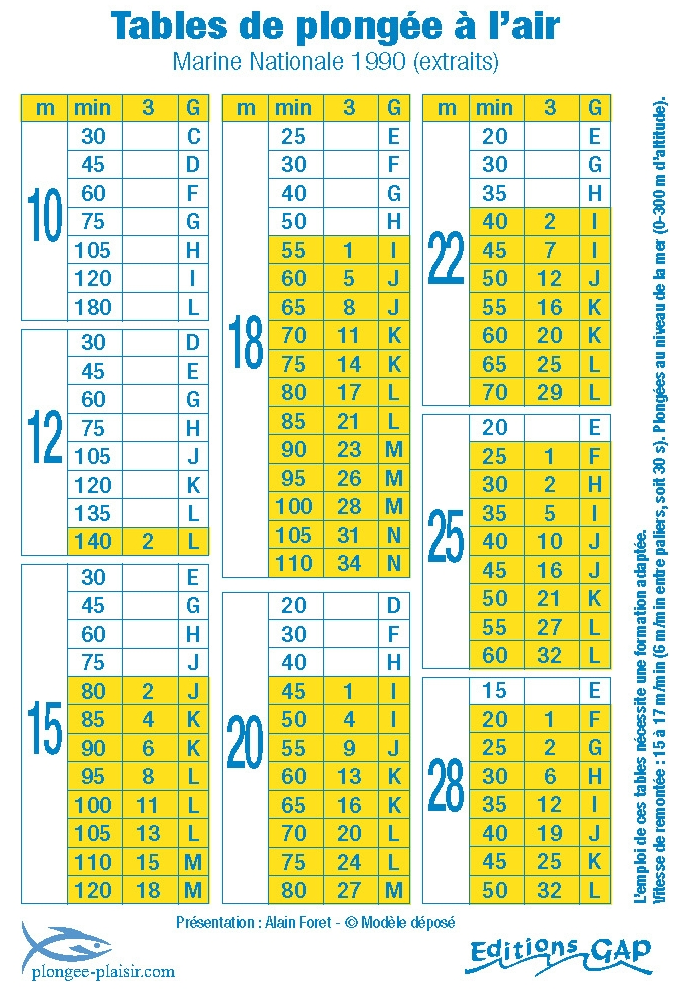 Tables de plongée à l'air
Marine Nationale 1990 (extraits)
m min 3 G
10
30 C
45 D
60 F
75 G
105 H
120 I
180 L
12
30 D
45 E
60 G
75 H
105 J
120 K
135 L
140 2 L
15
30 E
45 G
60 H
75 J
80 2 J
85 4 K
90 6 K
95 8 L
100 11 L
105 13 L
110 15 M
120 18 M
m min 3 G
18
25 E
30 F
40 G
50 H
55 1 I
60 5 J
65 8 J
70 11 K
75 14 K
80 17 L
85 21 L
90 23 M
95 26 M
100 28 M
105 31 N
110 34 N
20
20 D
30 F
40 H
45 1 I
50 4 I
55 9 J
60 13 K
65 16 K
70 20 L
75 24 L
80 27 M
m min 3 G
22
20 E
30 G
35 H
40 2 I
45 7 I
50 12 J
55 16 K
60 20 K
65 25 L
70 29 L
25
20 E
25 1 F
30 2 H
35 5 I
40 10 J
45 16 J
50 21 K
55 27 L
60 32 L
28
15 E
20 1 F
25 2 G
30 6 H
35 12 I
40 19 J
45 25 K
50 32 L
L'emploi de ces tables nécessite une formation adaptée.
Vitesse de remontée : 15 à 17 m/min (6 m/min entre paliers, soit 30 s). Plongées au niveau de la mer (0-300 m d'altitude).
Présentation : Alain Foret - © Modèle déposé
plongee-plaisir.com
Editions GAP